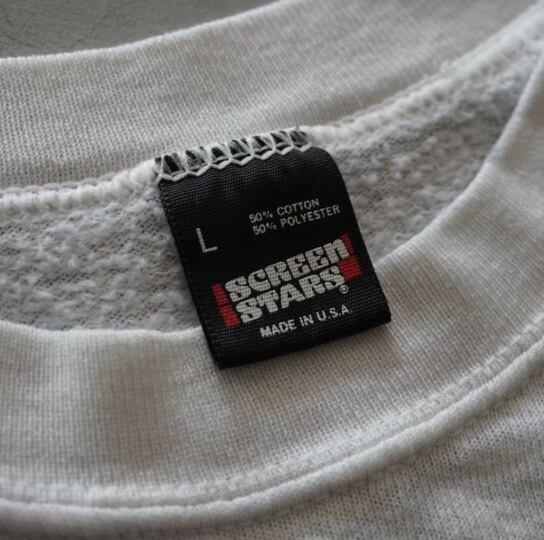 L
50% COTTON
50% POLYESTER
SCREEN
STARS®
MADE IN U.S.A.